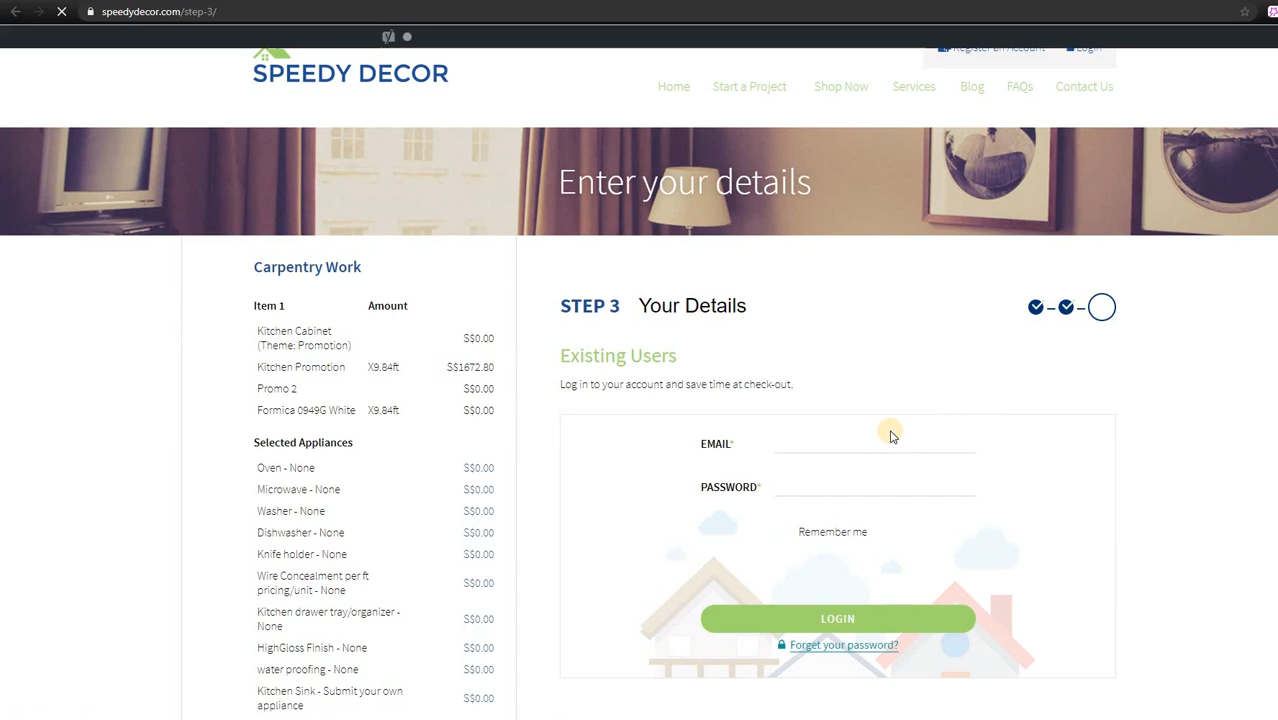 speedydecor.com/step-3/
Register an Account Login
SPEEDY DECOR
Home Start a Project Shop Now Services Blog FAQs Contact Us
Enter your details
Carpentry Work
Item 1 Amount
Kitchen Cabinet
(Theme: Promotion) S$0.00
Kitchen Promotion X9.84ft S$1672.80
Promo 2 S$0.00
Formica 0949G White X9.84ft S$0.00
Selected Appliances
Oven - None S$0.00
Microwave - None S$0.00
Washer - None S$0.00
Dishwasher - None S$0.00
Knife holder - None S$0.00
Wire Concealment per ft
pricing/unit - None S$0.00
Kitchen drawer tray/organizer -
None S$0.00
HighGloss Finish - None S$0.00
water proofing - None S$0.00
Kitchen Sink - Submit your own
appliance S$0.00
STEP 3 Your Details
Existing Users
Log in to your account and save time at check-out.
EMAIL*
PASSWORD*
Remember me
LOGIN
Forget your password?